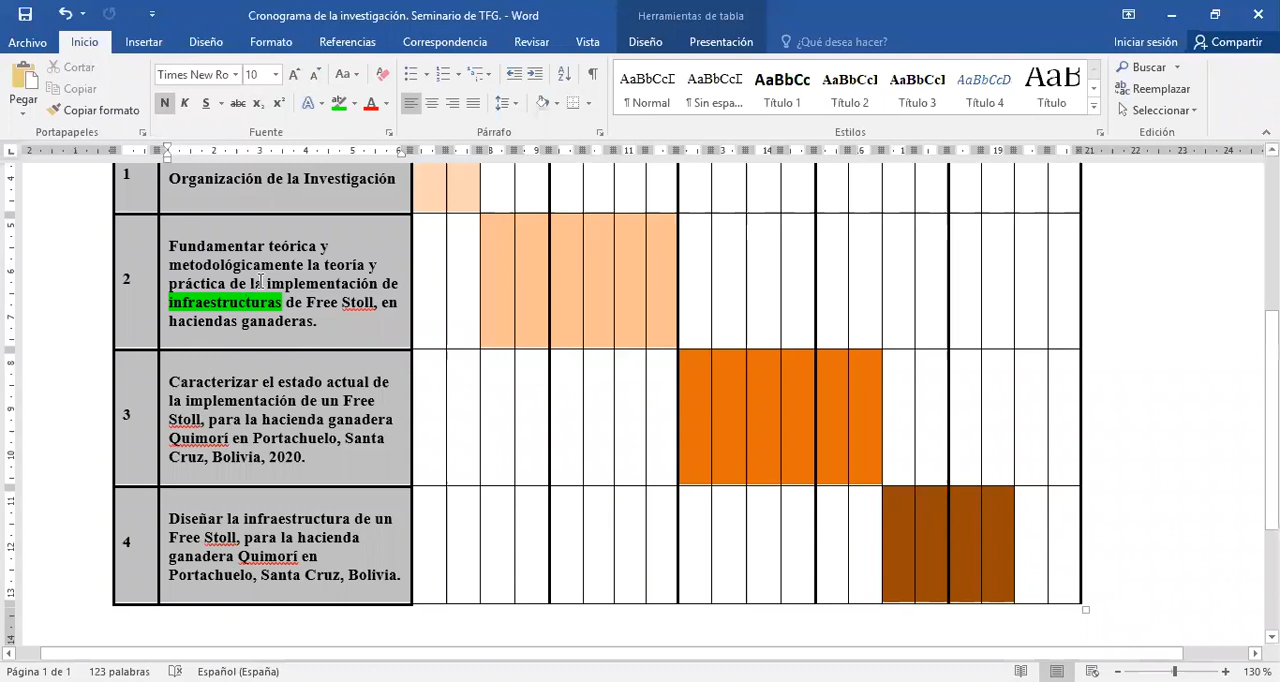 Cronograma de la investigación. Seminario de TFG. - Word
Herramientas de tabla
Archivo Inicio Insertar Diseño Formato Referencias Correspondencia Revisar Vista Diseño Presentación ¿Qué desea hacer? Iniciar sesión Compartir
Pegar
Cortar
Copiar
Copiar formato
Portapapeles
Times New Ro 10
N K S abc x₂ x²
Fuente
Párrafo
AaBbCcI AaBbCcI AaBbCc AaBbCcI AaBbCcI AaBbCcD AaB
¶ Normal ¶ Sin espa... Título 1 Título 2 Título 3 Título 4 Título
Estilos
Buscar
Reemplazar
Seleccionar
Edición
1
Organización de la Investigación
2
Fundamentar teórica y
metodológicamente la teoría y
práctica de la implementación de
infraestructuras de Free Stoll, en
haciendas ganaderas.
3
Caracterizar el estado actual de
la implementación de un Free
Stoll, para la hacienda ganadera
Quimorí en Portachuelo, Santa
Cruz, Bolivia, 2020.
4
Diseñar la infraestructura de un
Free Stoll, para la hacienda
ganadera Quimorí en
Portachuelo, Santa Cruz, Bolivia.
Página 1 de 1 123 palabras Español (España) 130 %